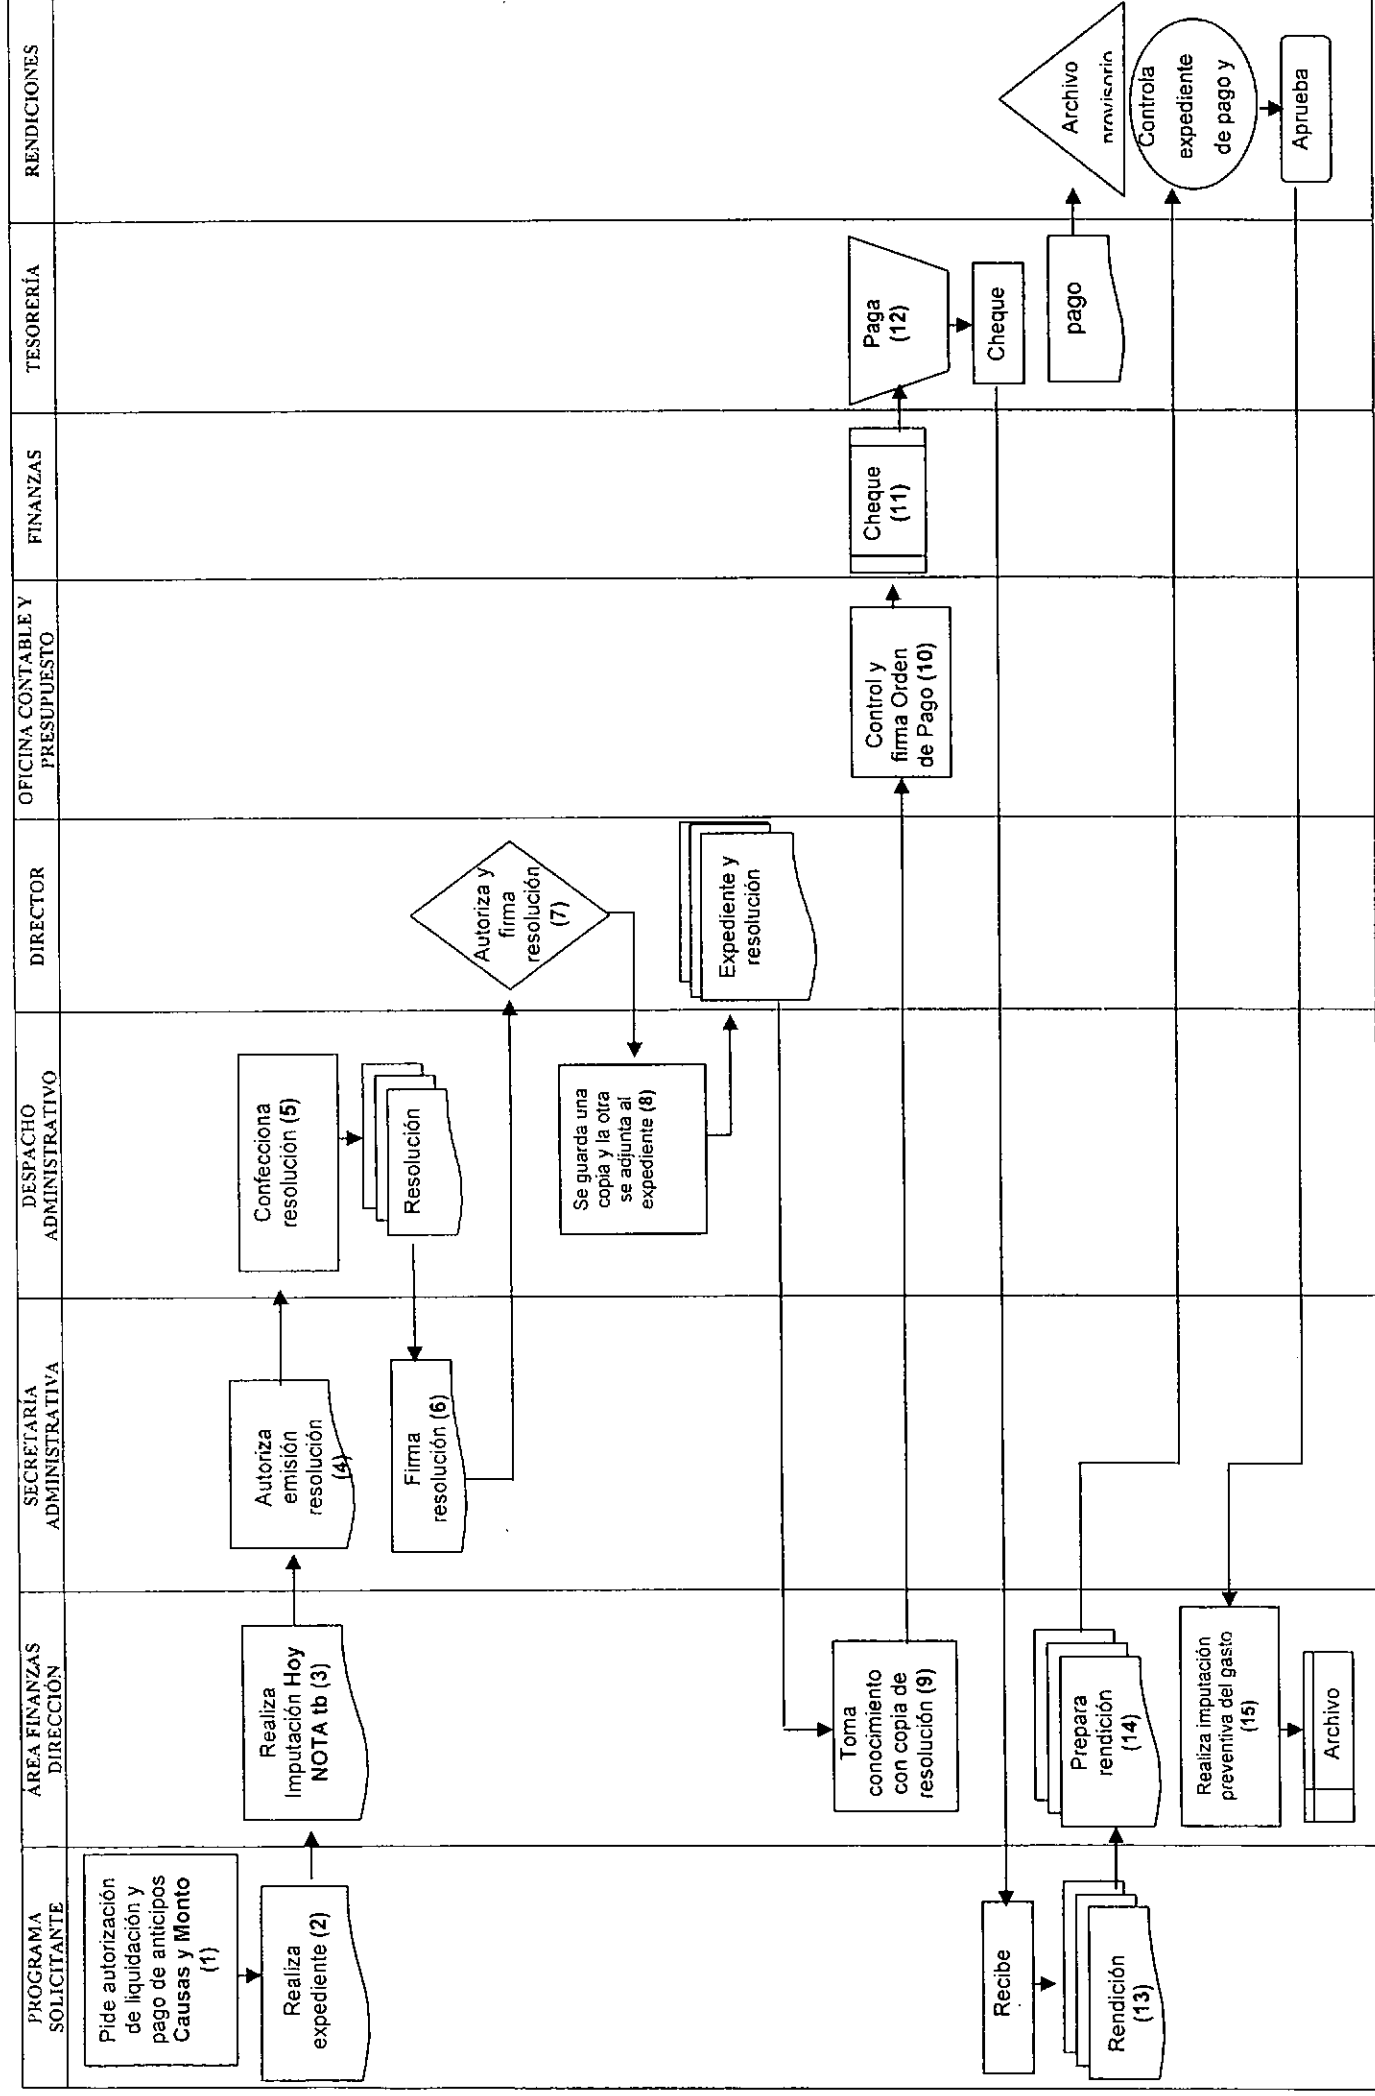 PROGRAMA
SOLICITANTE
ÁREA FINANZAS
DIRECCIÓN
SECRETARÍA
ADMINISTRATIVA
DESPACHO
ADMINISTRATIVO
DIRECTOR
OFICINA CONTABLE Y
PRESUPUESTO
FINANZAS
TESORERÍA
RENDICIONES
Pide autorización
de liquidación y
pago de anticipos
Causas y Monto
(1)
Realiza
expediente (2)
Realiza
Imputación Hoy
NOTA tb (3)
Autoriza
emisión
resolución
(4)
Confecciona
resolución (5)
Resolución
Firma
resolución (6)
Autoriza y
firma
resolución
(7)
Se guarda una
copia y la otra
se adjunta al
expediente (8)
Expediente y
resolución
Toma
conocimiento
con copia de
resolución (9)
Control y
firma Orden
de Pago (10)
Cheque
(11)
Paga
(12)
Cheque
pago
Archivo
provisorio
Recibe
Rendición
(13)
Prepara
rendición
(14)
Controla
expediente
de pago y
Aprueba
Realiza imputación
preventiva del gasto
(15)
Archivo